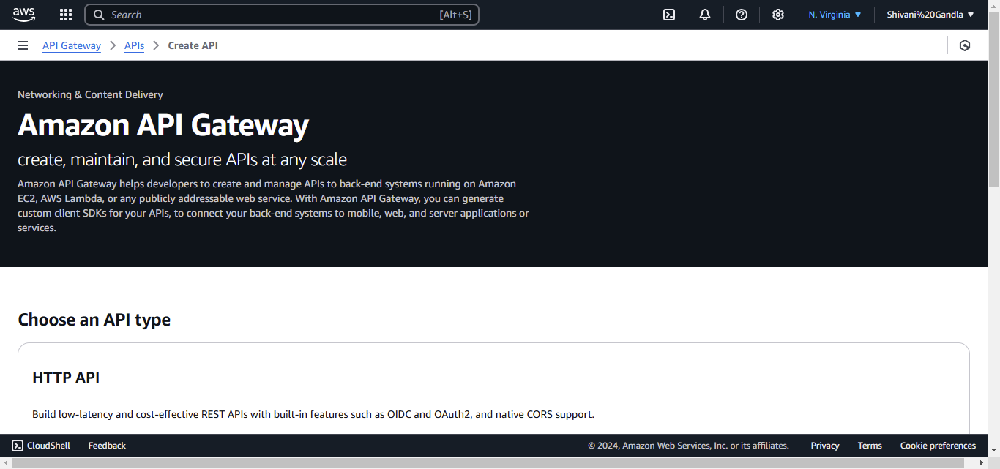 aws
Search [Alt+S]
N. Virginia
Shivani%20Gandla
API Gateway
APIs
Create API
Networking & Content Delivery
Amazon API Gateway
create, maintain, and secure APIs at any scale
Amazon API Gateway helps developers to create and manage APIs to back-end systems running on Amazon
EC2, AWS Lambda, or any publicly addressable web service. With Amazon API Gateway, you can generate
custom client SDKs for your APIs, to connect your back-end systems to mobile, web, and server applications or
services.
Choose an API type
HTTP API
Build low-latency and cost-effective REST APIs with built-in features such as OIDC and OAuth2, and native CORS support.
CloudShell
Feedback
© 2024, Amazon Web Services, Inc. or its affiliates.
Privacy
Terms
Cookie preferences